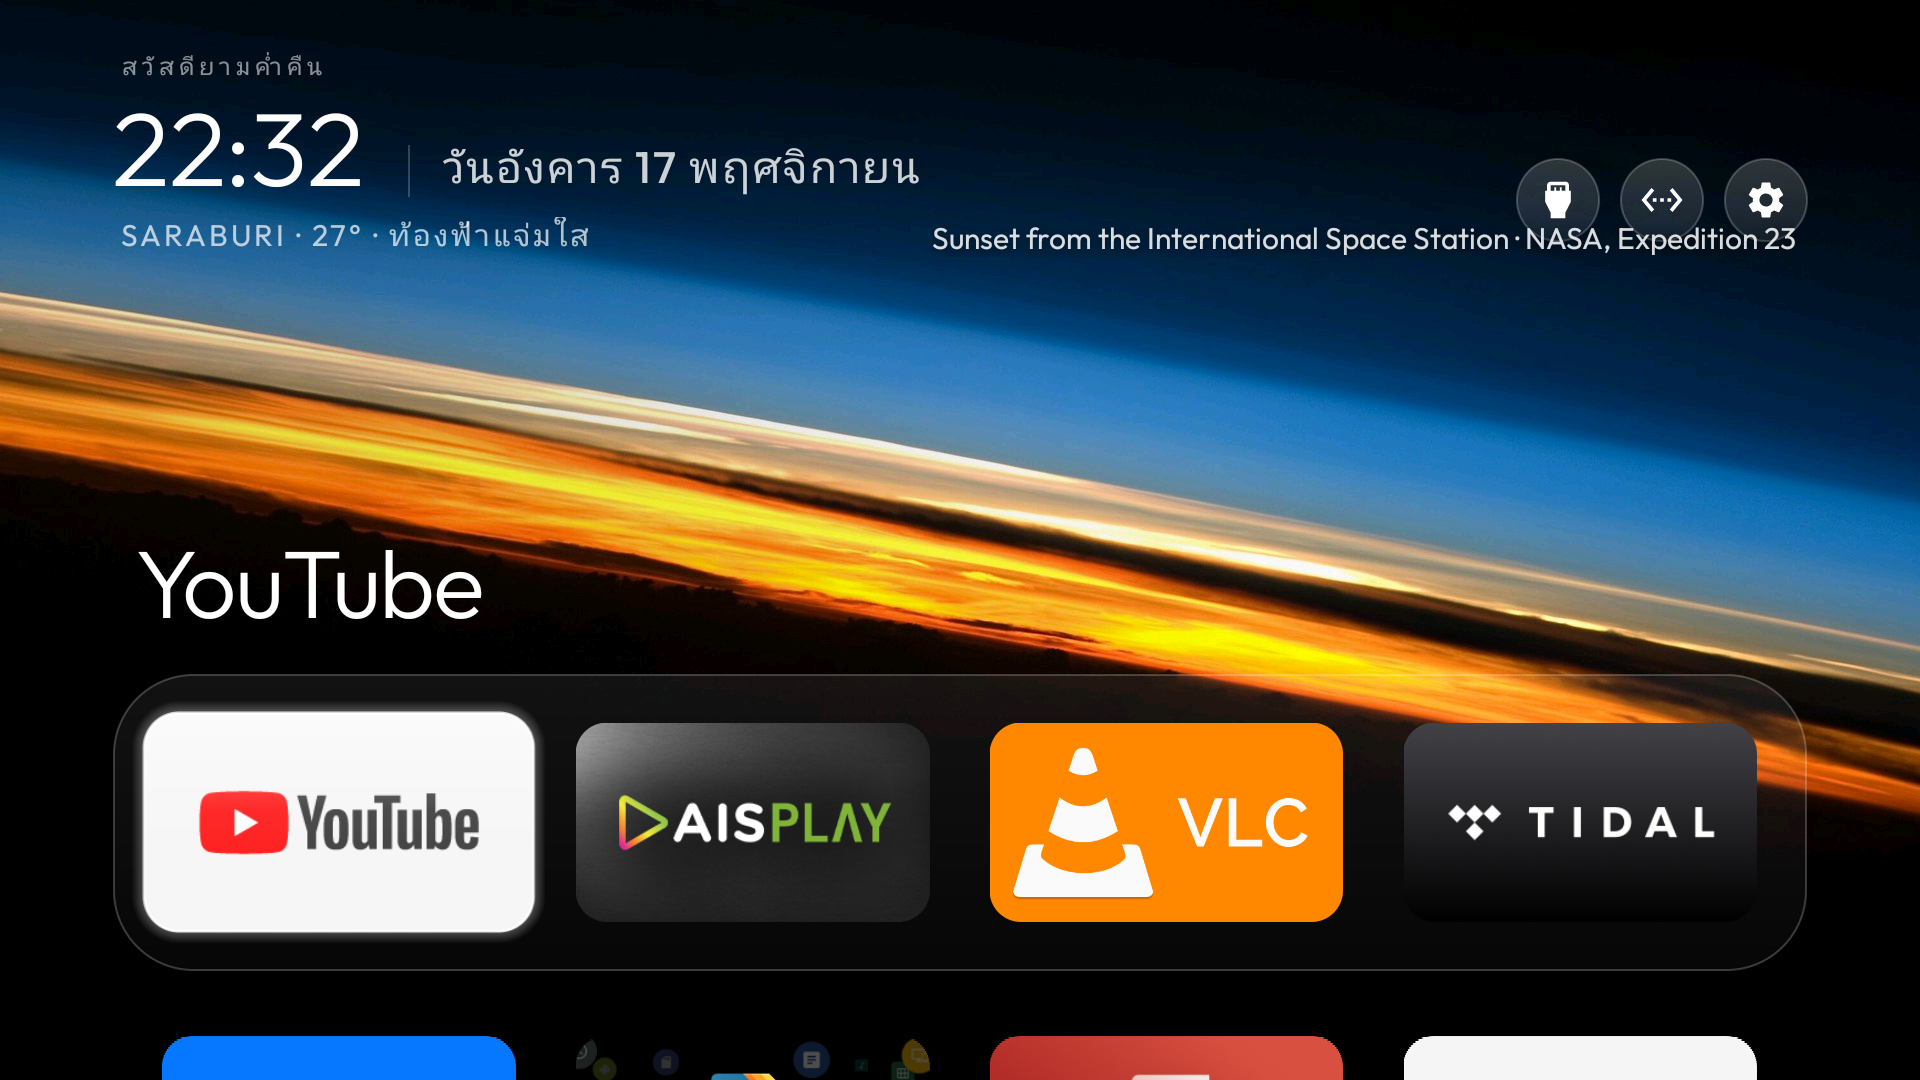 สวัสดียามค่ำคืน
22:32
วันอังคาร 17 พฤศจิกายน
SARABURI · 27° · ท้องฟ้าแจ่มใส
Sunset from the International Space Station · NASA, Expedition 23
YouTube
YouTube
AISPLAY
VLC
TIDAL